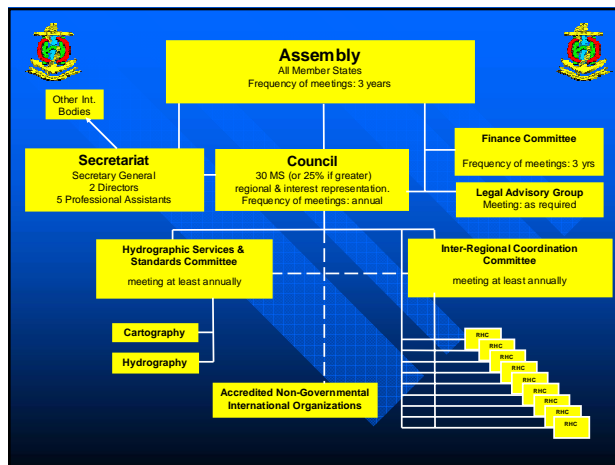 Assembly
All Member States
Frequency of meetings: 3 years
Other Int.
Bodies
Secretariat
Secretary General
2 Directors
5 Professional Assistants
Council
30 MS (or 25% if greater)
regional & interest representation.
Frequency of meetings: annual
Finance Committee
Frequency of meetings: 3 yrs
Legal Advisory Group
Meeting: as required
Hydrographic Services &
Standards Committee
meeting at least annually
Inter-Regional Coordination
Committee
meeting at least annually
Cartography
Hydrography
Accredited Non-Governmental
International Organizations
RHC
RHC
RHC
RHC
RHC
RHC
RHC
RHC